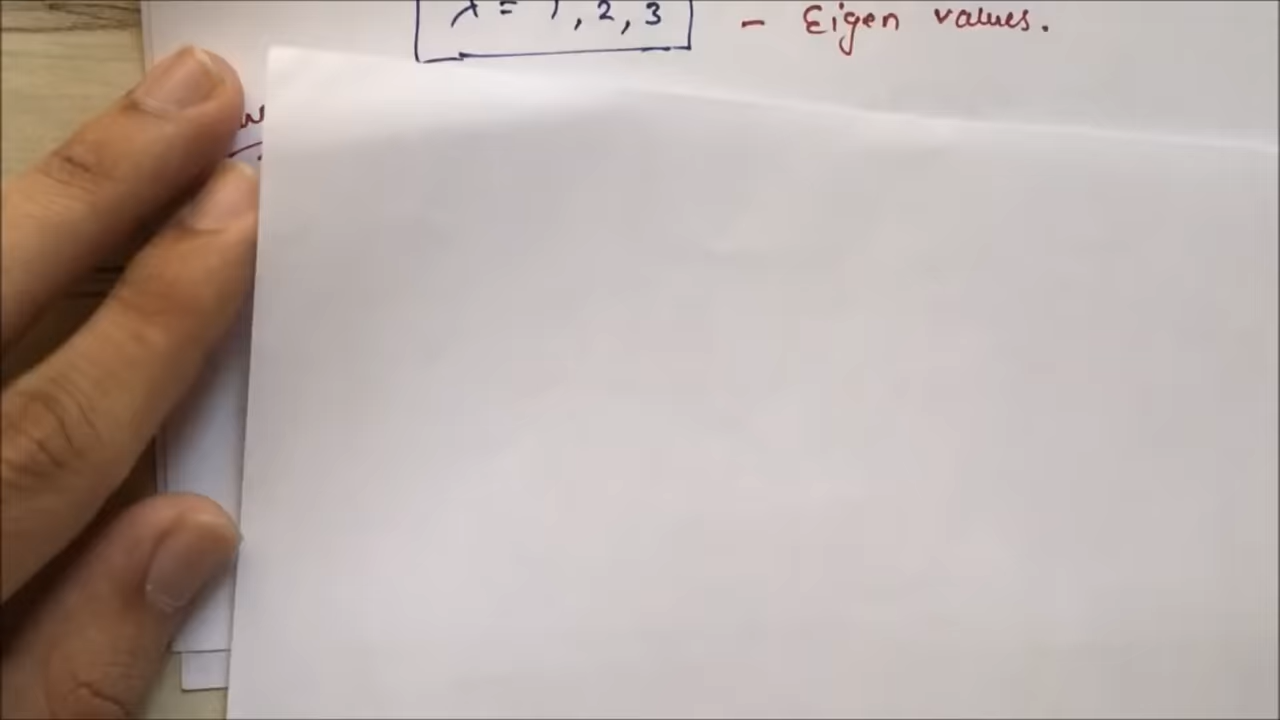 λ = 1, 2, 3 - Eigen values.